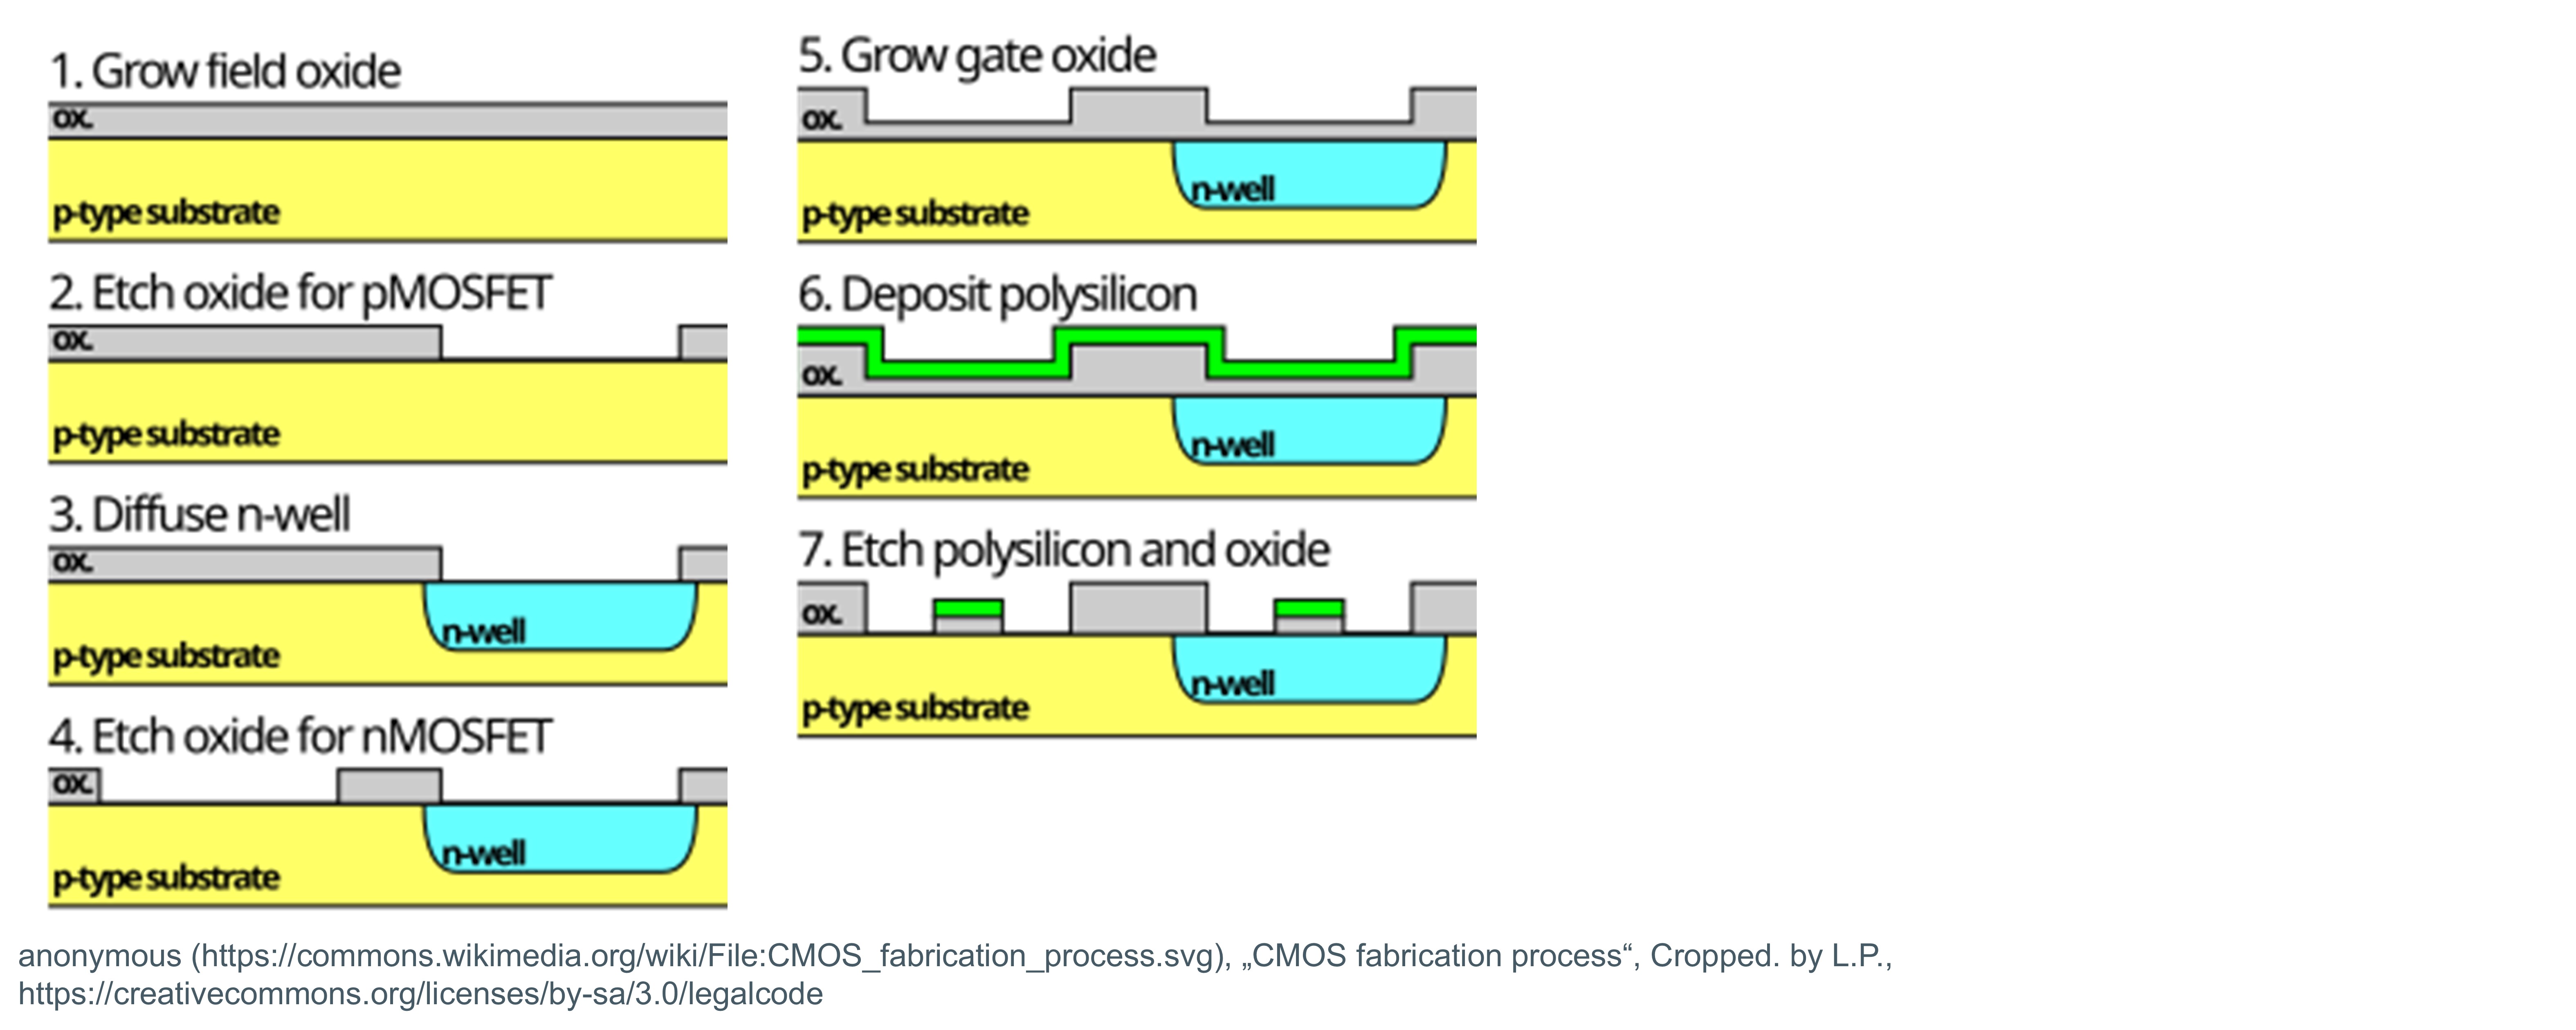 1. Grow field oxide
ox.
p-type substrate
2. Etch oxide for pMOSFET
ox.
p-type substrate
3. Diffuse n-well
ox.
n-well
p-type substrate
4. Etch oxide for nMOSFET
ox.
n-well
p-type substrate
5. Grow gate oxide
ox.
n-well
p-type substrate
6. Deposit polysilicon
ox.
n-well
p-type substrate
7. Etch polysilicon and oxide
ox.
n-well
p-type substrate
anonymous (https://commons.wikimedia.org/wiki/File:CMOS_fabrication_process.svg), „CMOS fabrication process“, Cropped. by L.P.,
https://creativecommons.org/licenses/by-sa/3.0/legalcode